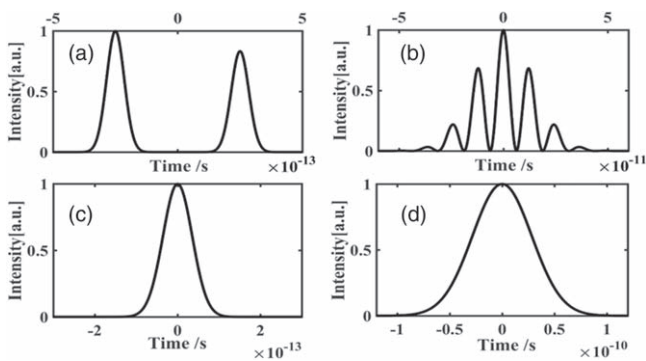 -5 0 5 -5 0 5
1 (a) 1 (b)
Intensity[a.u.] 0.5 Intensity[a.u.] 0.5
0 0
Time /s ×10⁻¹³ Time /s ×10⁻¹¹
1 (c) 1 (d)
Intensity[a.u.] 0.5 Intensity[a.u.] 0.5
0 0
-2 0 2 -1 -0.5 0 0.5 1
Time /s ×10⁻¹³ Time /s ×10⁻¹⁰